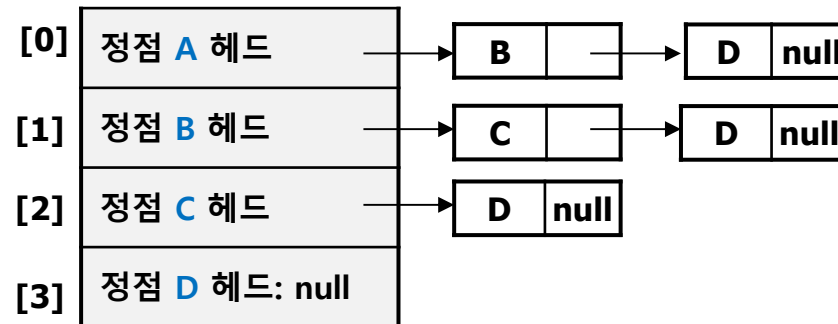 [0] 정점 A 헤드 B D null
[1] 정점 B 헤드 C D null
[2] 정점 C 헤드 D null
[3] 정점 D 헤드: null